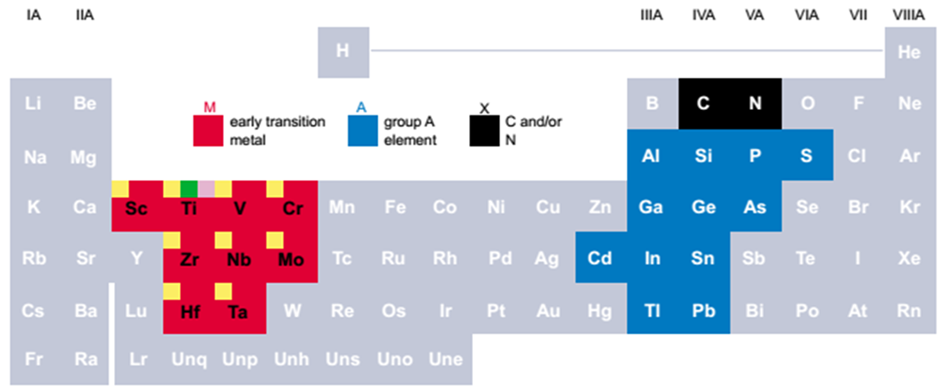 IA IIA IIIA IVA VA VIA VII VIIIA
H He
Li Be M early transition metal A group A element X C and/or N B C N O F Ne
Na Mg Al Si P S Cl Ar
K Ca Sc Ti V Cr Mn Fe Co Ni Cu Zn Ga Ge As Se Br Kr
Rb Sr Y Zr Nb Mo Tc Ru Rh Pd Ag Cd In Sn Sb Te I Xe
Cs Ba Lu Hf Ta W Re Os Ir Pt Au Hg Tl Pb Bi Po At Rn
Fr Ra Lr Unq Unp Unh Uns Uno Une